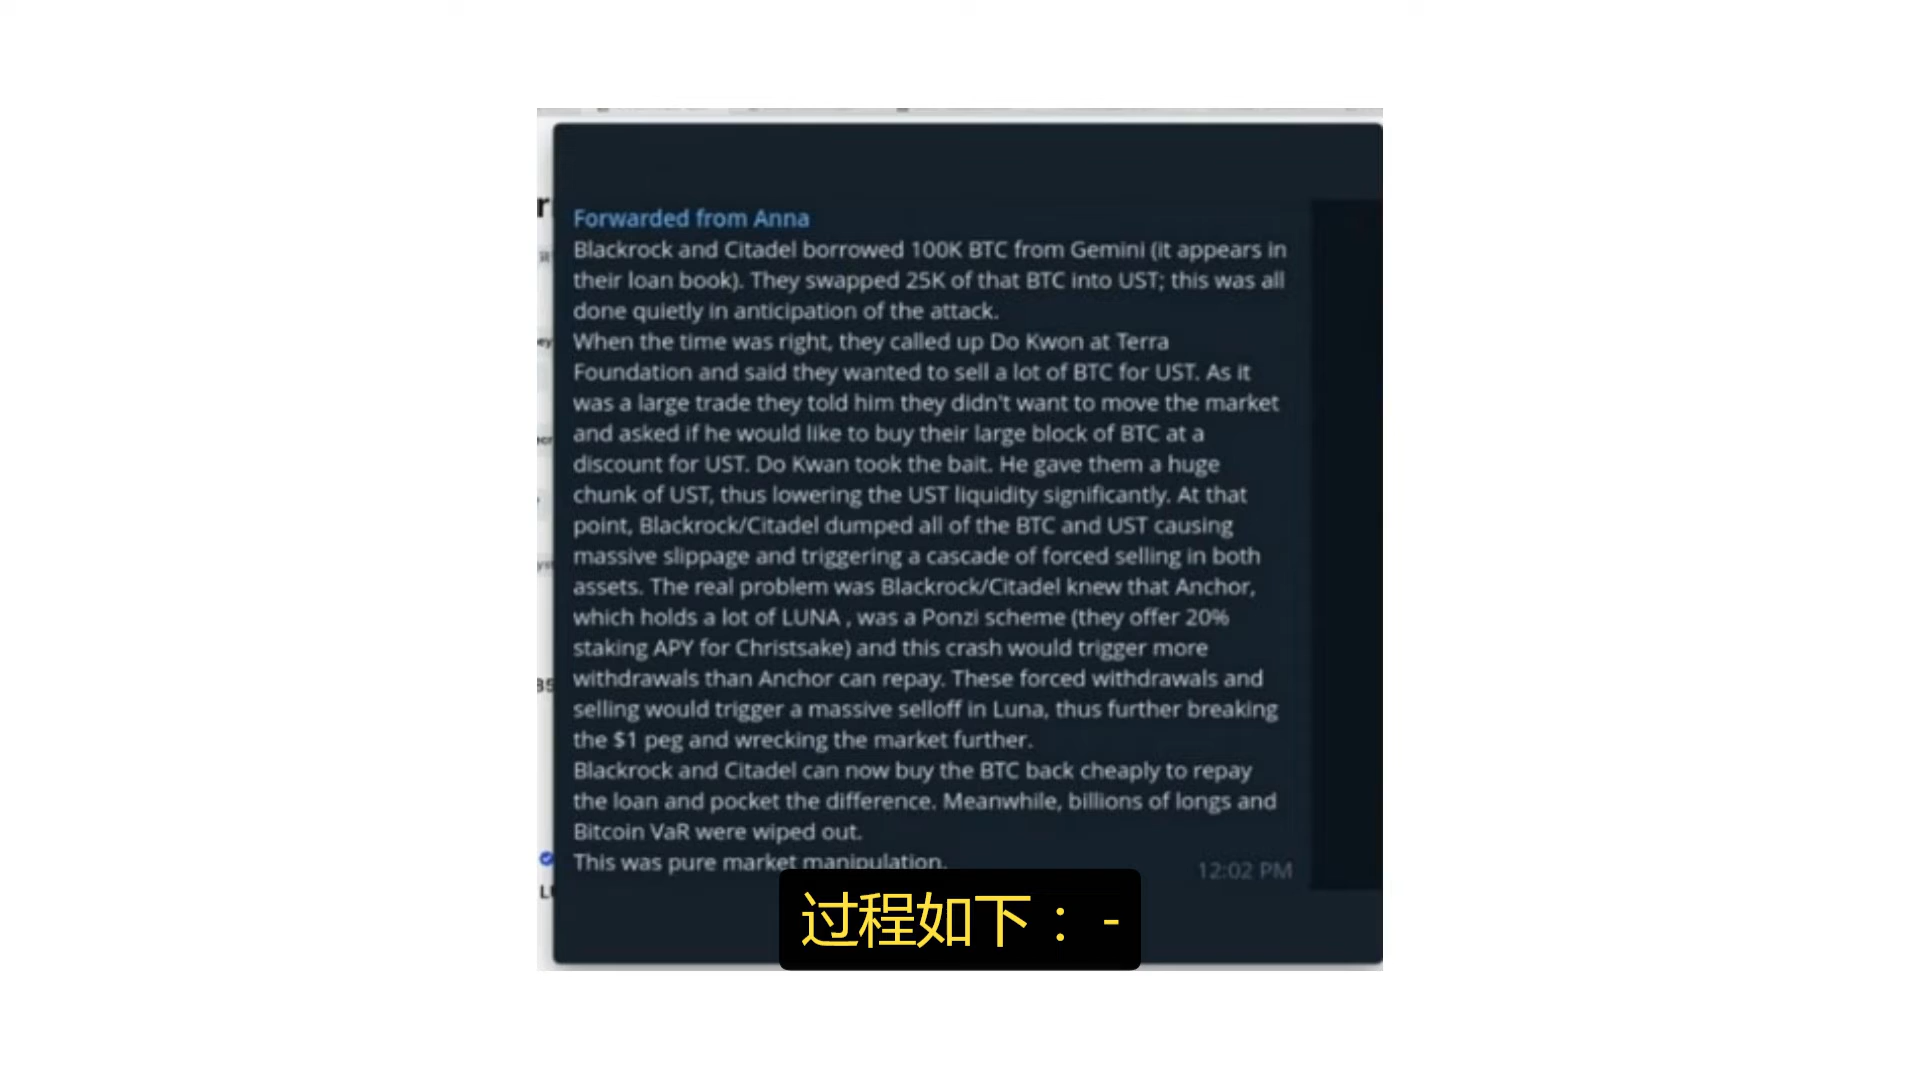 Forwarded from Anna
Blackrock and Citadel borrowed 100K BTC from Gemini (it appears in
their loan book). They swapped 25K of that BTC into UST; this was all
done quietly in anticipation of the attack.
When the time was right, they called up Do Kwon at Terra
Foundation and said they wanted to sell a lot of BTC for UST. As it
was a large trade they told him they didn't want to move the market
and asked if he would like to buy their large block of BTC at a
discount for UST. Do Kwan took the bait. He gave them a huge
chunk of UST, thus lowering the UST liquidity significantly. At that
point, Blackrock/Citadel dumped all of the BTC and UST causing
massive slippage and triggering a cascade of forced selling in both
assets. The real problem was Blackrock/Citadel knew that Anchor,
which holds a lot of LUNA , was a Ponzi scheme (they offer 20%
staking APY for Christsake) and this crash would trigger more
withdrawals than Anchor can repay. These forced withdrawals and
selling would trigger a massive selloff in Luna, thus further breaking
the $1 peg and wrecking the market further.
Blackrock and Citadel can now buy the BTC back cheaply to repay
the loan and pocket the difference. Meanwhile, billions of longs and
Bitcoin VaR were wiped out.
This was pure market manipulation.
12:02 PM
过程如下： -